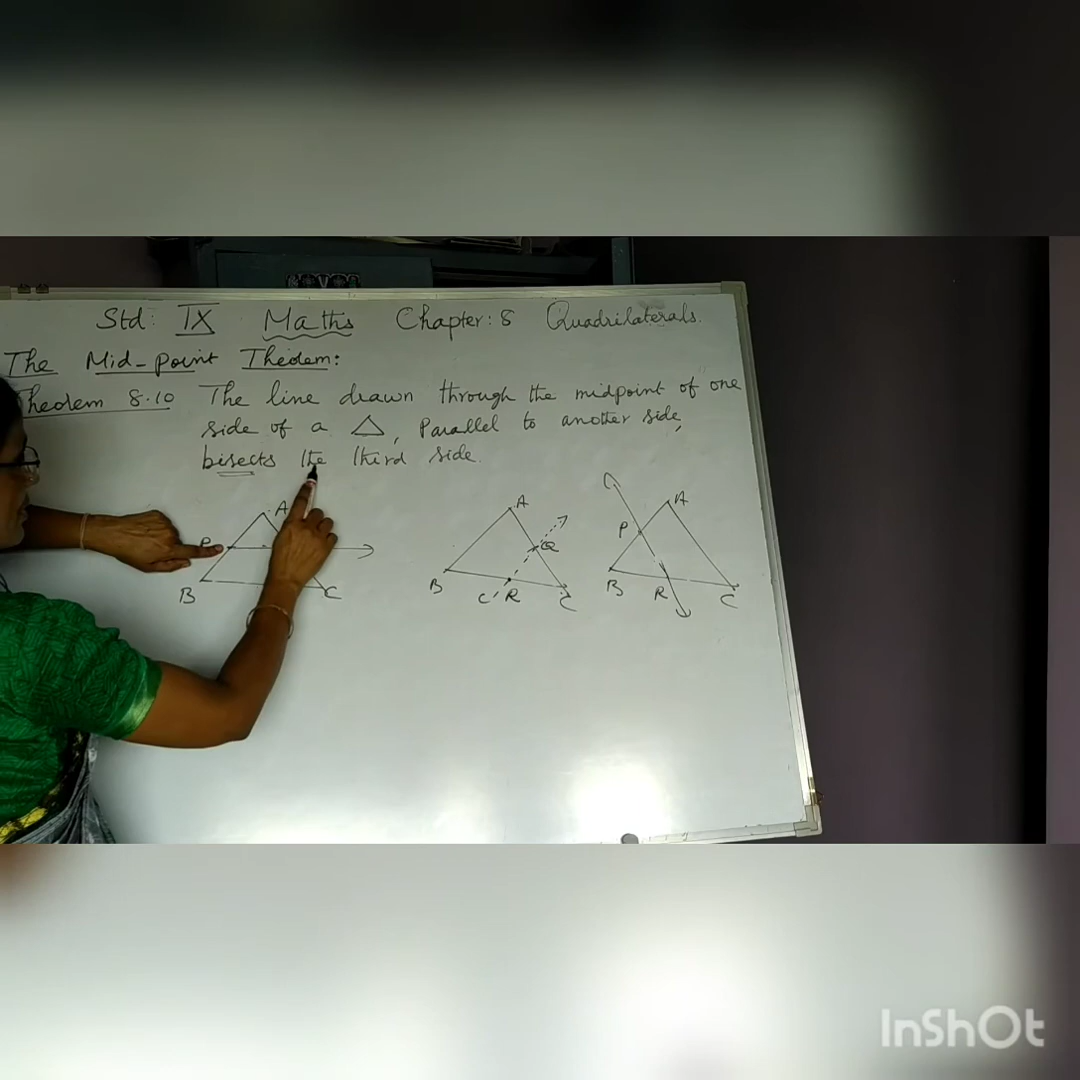 Std: IX Maths Chapter: 8 Quadrilaterals.
The Mid-point Theorem:
Theorem 8.10 The line drawn through the midpoint of one
side of a △, Parallel to another side,
bisects the third side.
A
P
B C
A
Q
B C' R C
A
P
B R C
InShOt